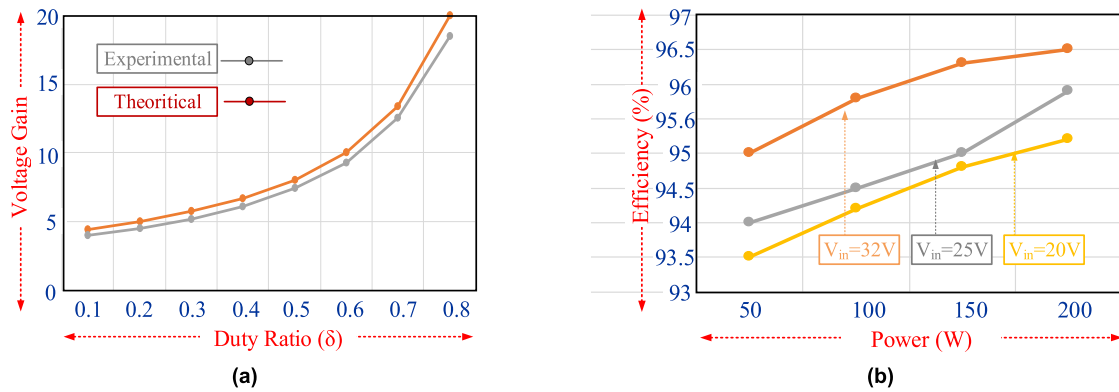 20
15
10
5
0
Voltage Gain
Experimental
Theoritical
0.1 0.2 0.3 0.4 0.5 0.6 0.7 0.8
Duty Ratio (δ)
(a)
97
96.5
96
95.6
95
94.5
94
93.5
93
Efficiency (%)
Vin=32V
Vin=25V
Vin=20V
50 100 150 200
Power (W)
(b)